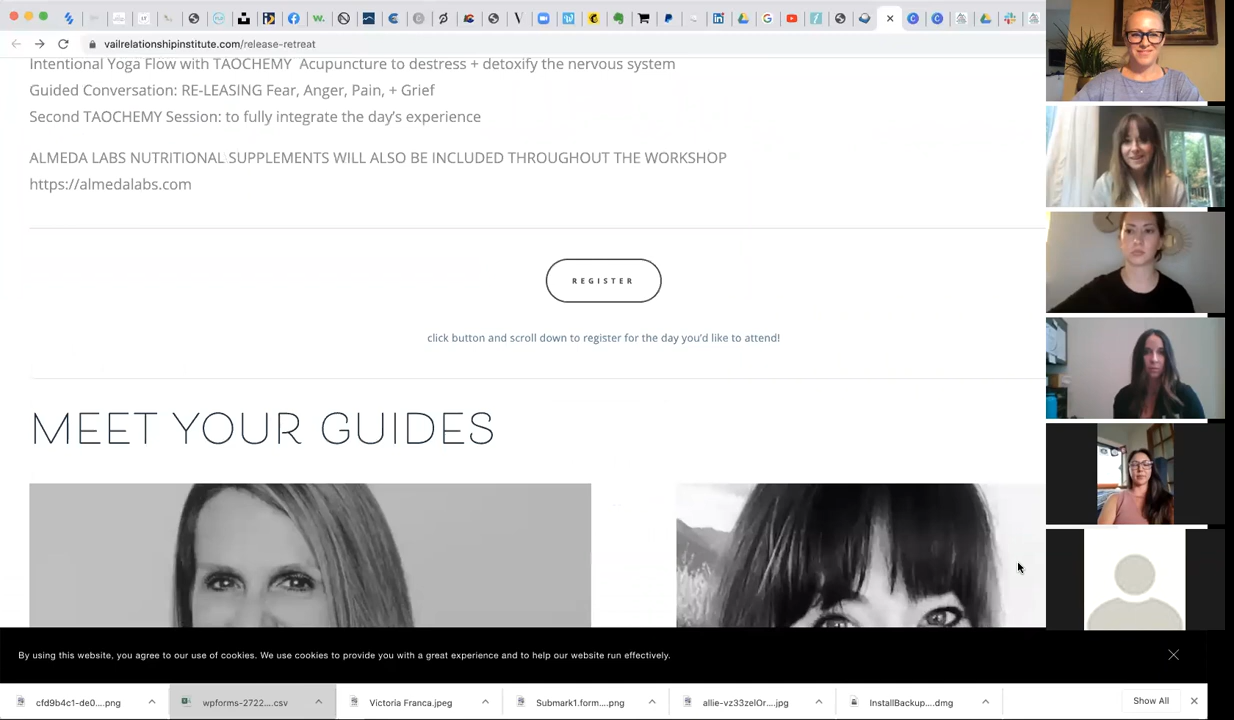 vailrelationshipinstitute.com/release-retreat
Intentional Yoga Flow with TAOCHEMY Acupuncture to destress + detoxify the nervous system
Guided Conversation: RE-LEASING Fear, Anger, Pain, + Grief
Second TAOCHEMY Session: to fully integrate the day's experience
ALMEDA LABS NUTRITIONAL SUPPLEMENTS WILL ALSO BE INCLUDED THROUGHOUT THE WORKSHOP
https://almedalabs.com
REGISTER
click button and scroll down to register for the day you'd like to attend!
MEET YOUR GUIDES
By using this website, you agree to our use of cookies. We use cookies to provide you with a great experience and to help our website run effectively.
cfd9b4c1-de0....png wpforms-2722....csv Victoria Franca.jpeg Submark1.form....png allie-vz33zelOr....jpg InstallBackup....dmg Show All